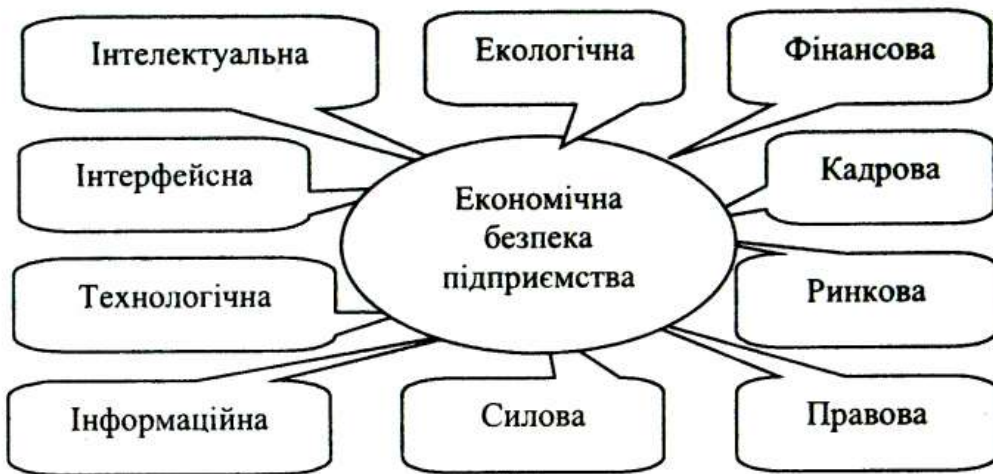 Інтелектуальна
Екологічна
Фінансова
Інтерфейсна
Кадрова
Економічна
безпека
підприємства
Технологічна
Ринкова
Інформаційна
Силова
Правова